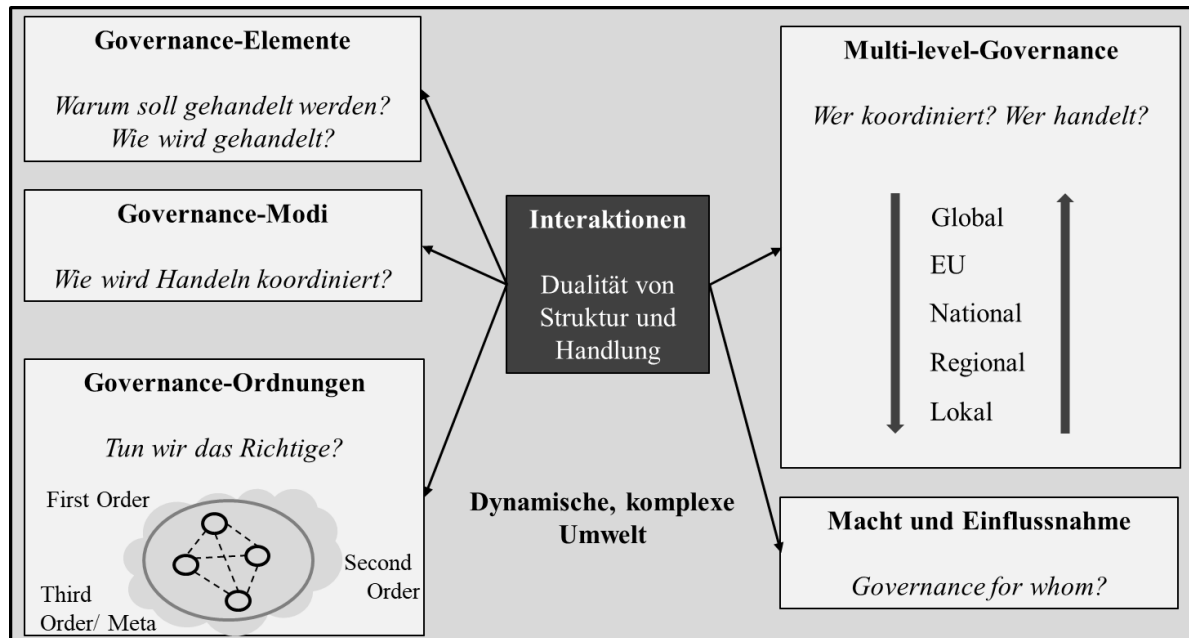 Governance-Elemente
Warum soll gehandelt werden?
Wie wird gehandelt?
Governance-Modi
Wie wird Handeln koordiniert?
Governance-Ordnungen
Tun wir das Richtige?
First Order
Second
Order
Third
Order/ Meta
Interaktionen
Dualität von
Struktur und
Handlung
Dynamische, komplexe
Umwelt
Multi-level-Governance
Wer koordiniert? Wer handelt?
Global
EU
National
Regional
Lokal
Macht und Einflussnahme
Governance for whom?